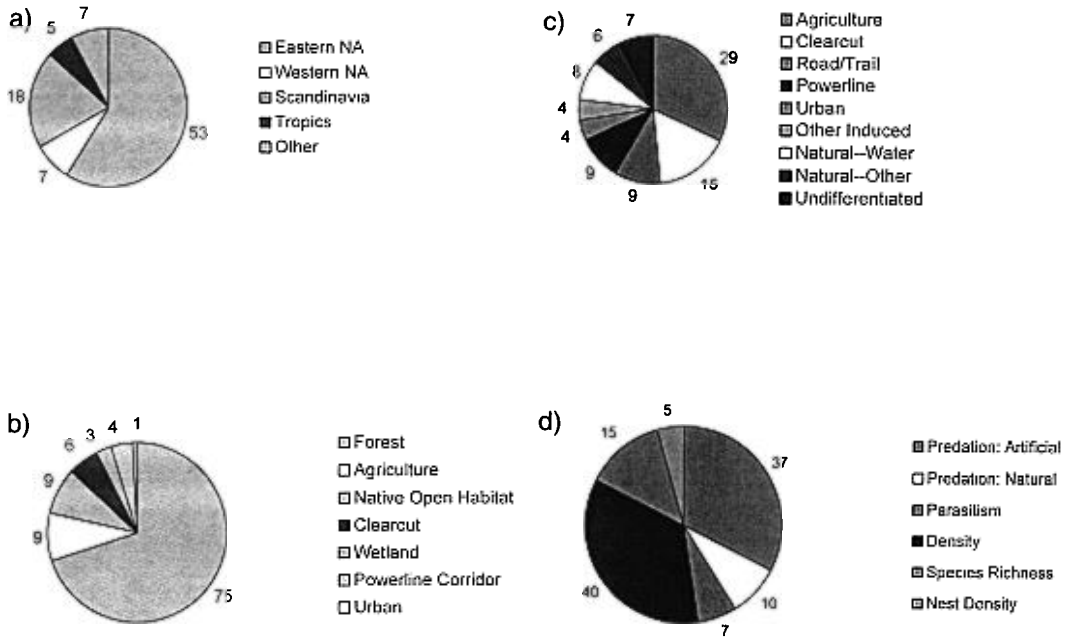 a)
7
5
18
7
53
Eastern NA
Western NA
Scandinavia
Tropics
Other
c)
7
6
8
4
4
9
9
15
29
Agriculture
Clearcut
Road/Trail
Powerline
Urban
Other Induced
Natural--Water
Natural--Other
Undifferentiated
b)
1
4
3
6
9
9
75
Forest
Agriculture
Native Open Habitat
Clearcut
Wetland
Powerline Corridor
Urban
d)
5
15
37
40
10
7
Predation: Artificial
Predation: Natural
Parasilism
Density
Species Richness
Nest Density